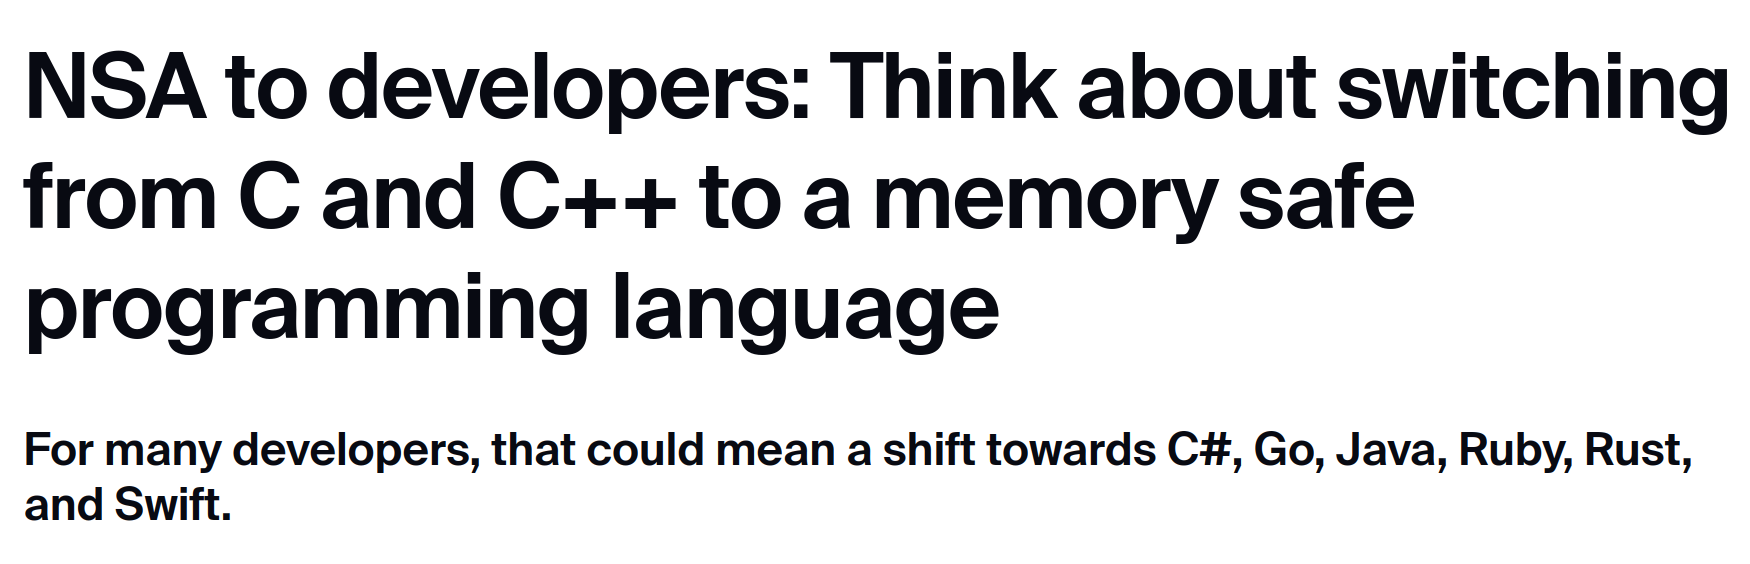 NSA to developers: Think about switching
from C and C++ to a memory safe
programming language
For many developers, that could mean a shift towards C#, Go, Java, Ruby, Rust,
and Swift.